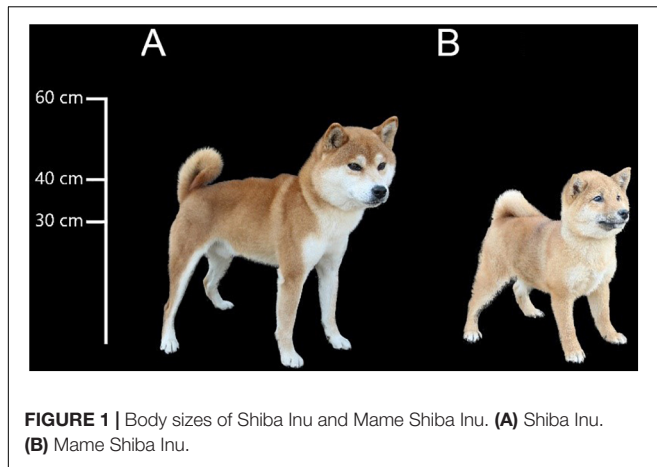 A
B
60 cm
40 cm
30 cm
FIGURE 1 | Body sizes of Shiba Inu and Mame Shiba Inu. (A) Shiba Inu.
(B) Mame Shiba Inu.